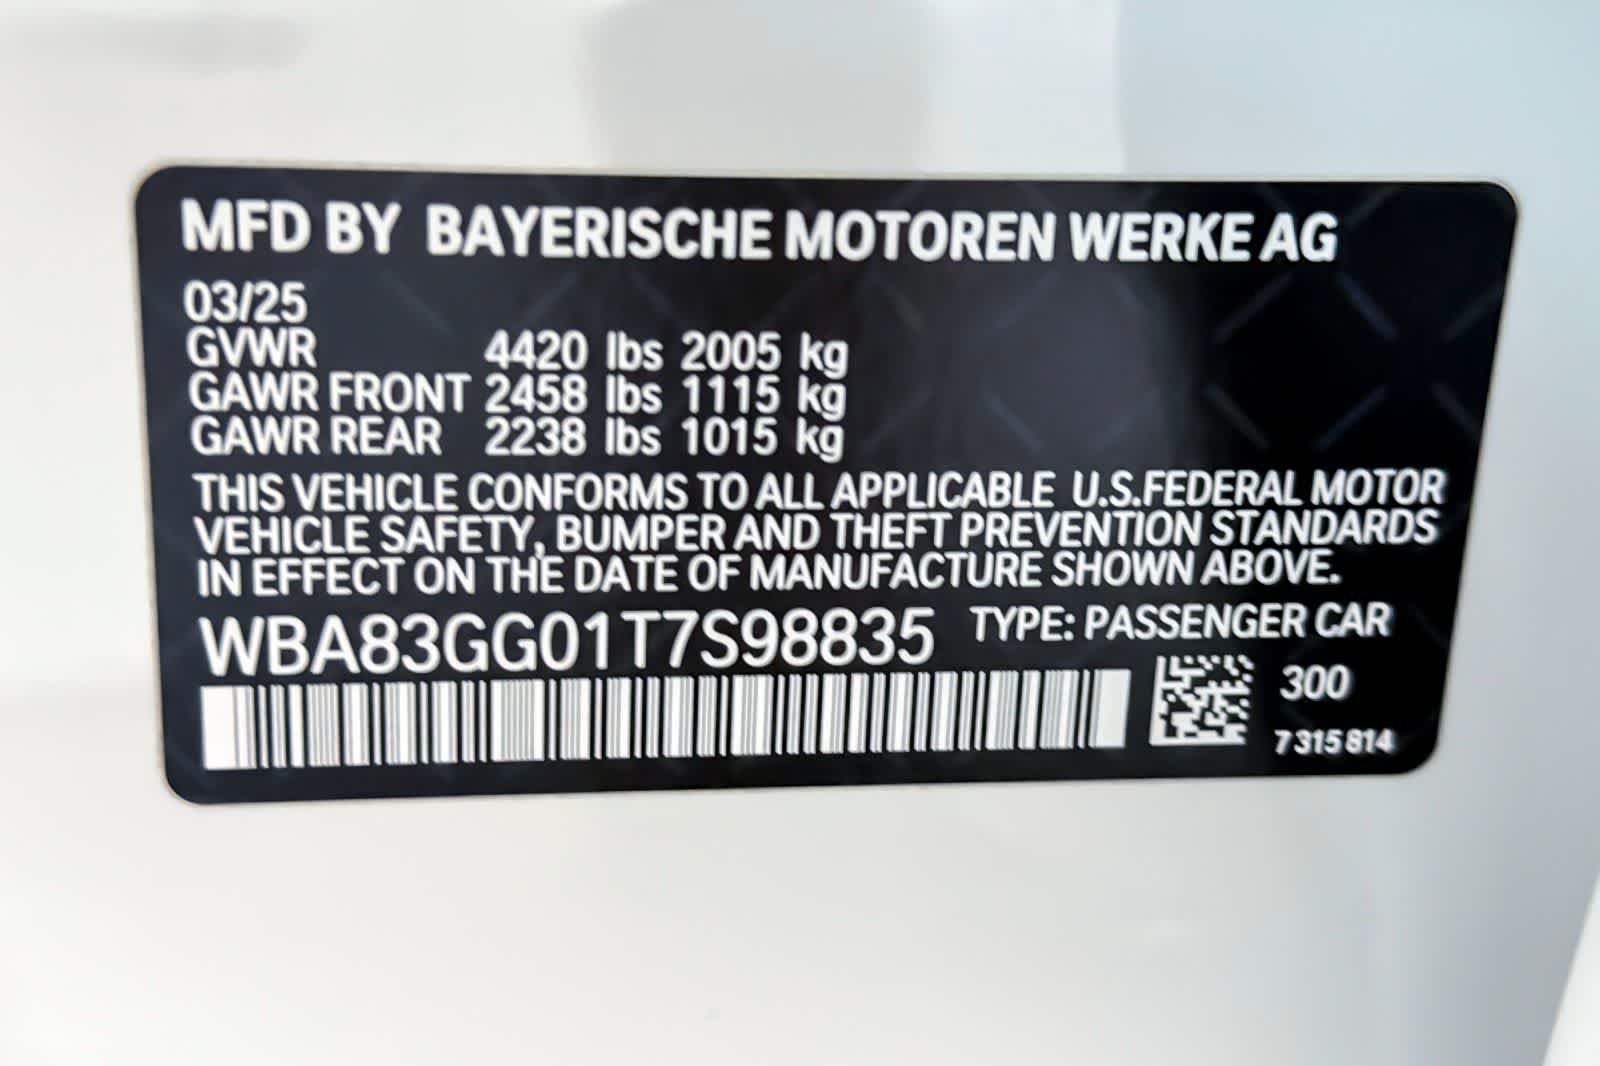 MFD BY BAYERISCHE MOTOREN WERKE AG
03/25
GVWR 4420 lbs 2005 kg
GAWR FRONT 2458 lbs 1115 kg
GAWR REAR 2238 lbs 1015 kg
THIS VEHICLE CONFORMS TO ALL APPLICABLE U.S.FEDERAL MOTOR
VEHICLE SAFETY, BUMPER AND THEFT PREVENTION STANDARDS
IN EFFECT ON THE DATE OF MANUFACTURE SHOWN ABOVE.
WBA83GG01T7S98835 TYPE: PASSENGER CAR
300
7 315 814